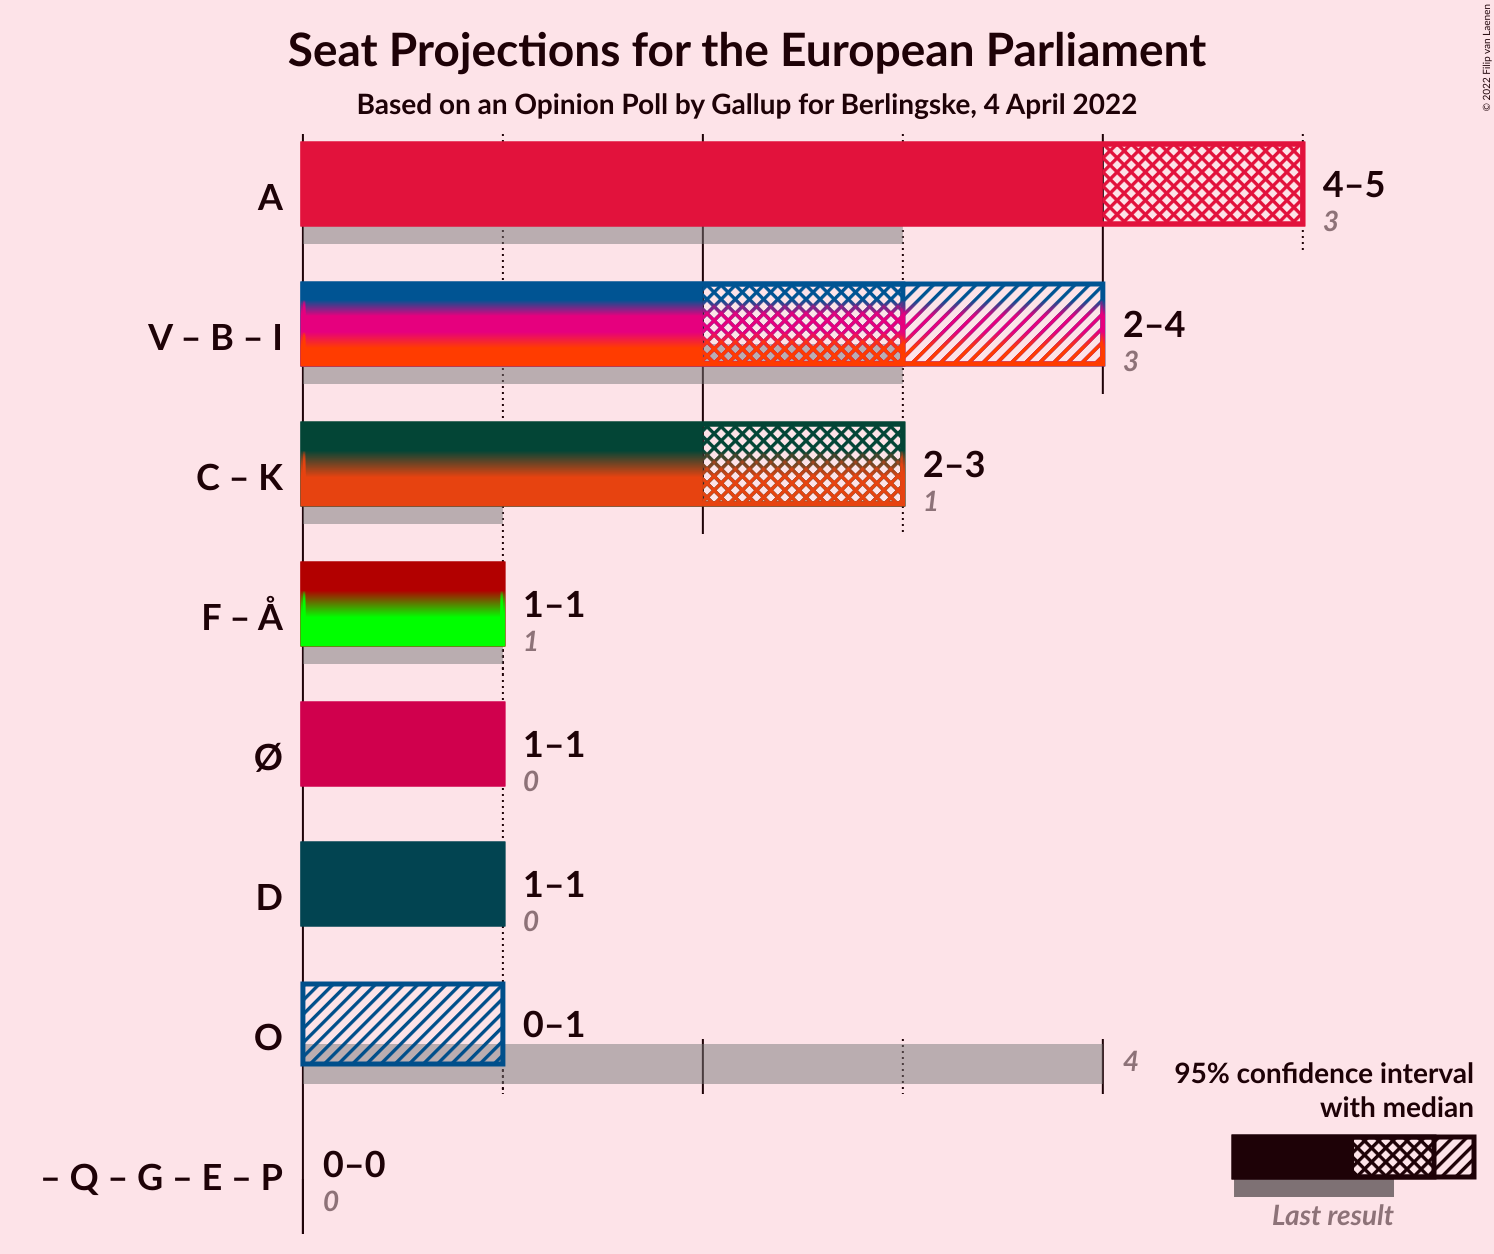 Seat Projections for the European Parliament
Based on an Opinion Poll by Gallup for Berlingske, 4 April 2022
© 2022 Filip van Laenen
A
4–5
3
V – B – I
2–4
3
C – K
2–3
1
F – Å
1–1
1
Ø
1–1
0
D
1–1
0
O
0–1
4
– Q – G – E – P
0–0
0
95% confidence interval
with median
Last result